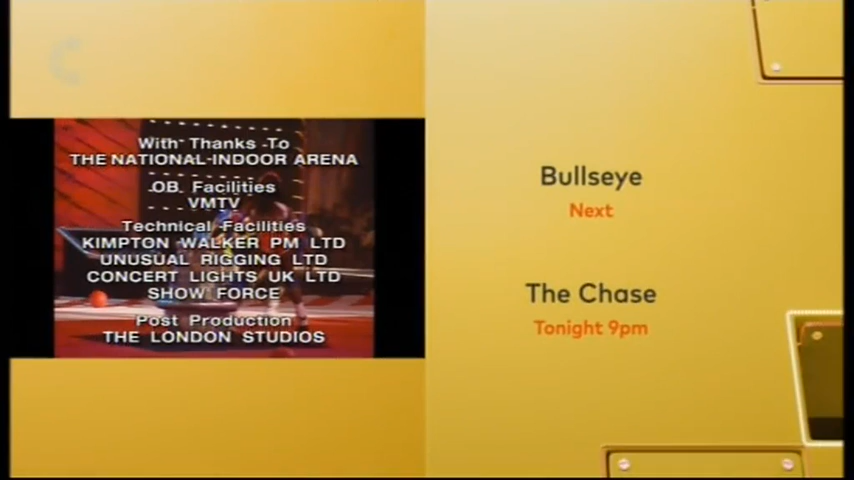 C
With Thanks To
THE NATIONAL INDOOR ARENA
OB Facilities
VMTV
Technical Facilities
KIMPTON WALKER PM LTD
UNUSUAL RIGGING LTD
CONCERT LIGHTS UK LTD
SHOW FORCE
Post Production
THE LONDON STUDIOS
Bullseye
Next
The Chase
Tonight 9pm